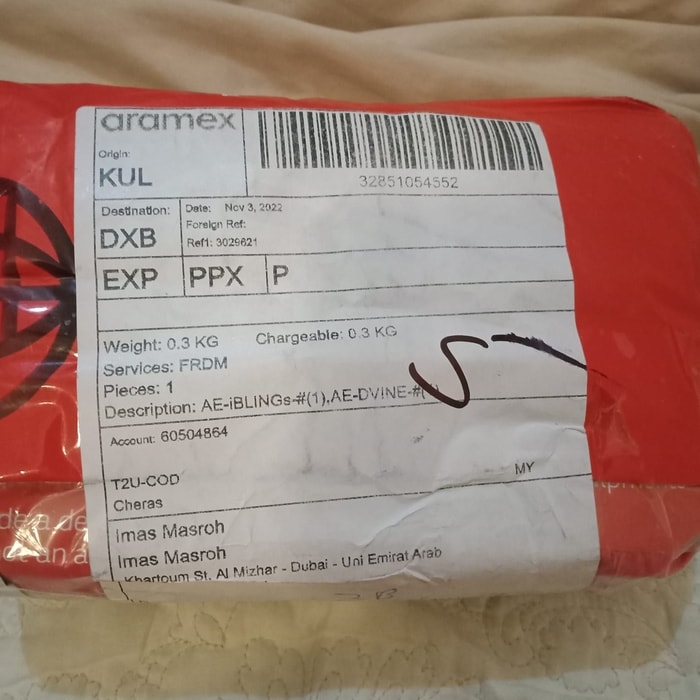 aramex
32851054552
Origin:
KUL
Destination:
DXB
Date: Nov 3, 2022
Foreign Ref:
Ref1: 3029621
EXP PPX P
Weight: 0.3 KG Chargeable: 0.3 KG
Services: FRDM
Pieces: 1
Description: AE-iBLINGs-#(1),AE-DVINE-#(
Account: 60504864
T2U-COD MY
Cheras
Imas Masroh
Imas Masroh
Khartoum St. Al Mizhar - Dubai - Uni Emirat Arab